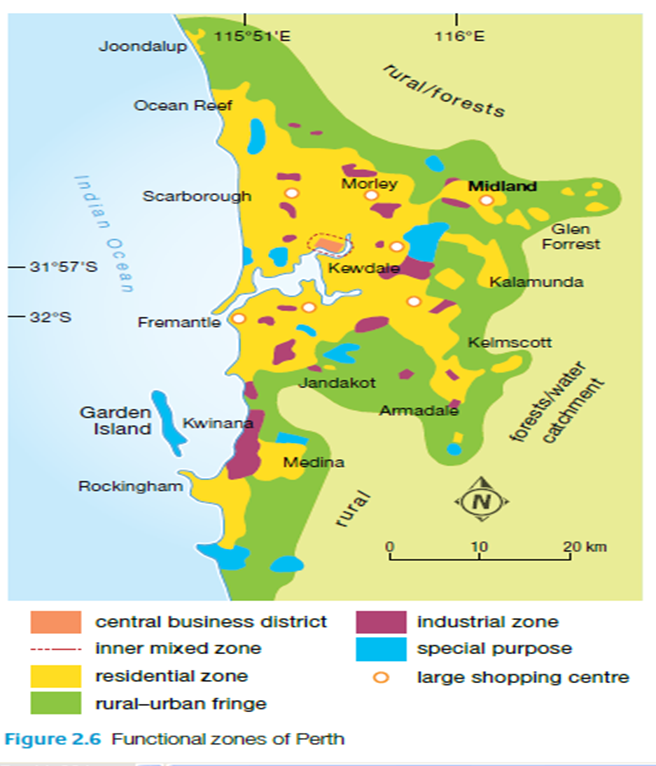 115°51'E
116°E
Joondalup
rural/forests
Ocean Reef
Indian Ocean
Scarborough
Morley
Midland
Glen
Forrest
31°57'S
Kewdale
Kalamunda
32°S
Fremantle
Kelmscott
Jandakot
forests/water
catchment
Armadale
Garden
Island
Kwinana
Medina
Rockingham
rural
N
0 10 20 km
central business district
industrial zone
inner mixed zone
special purpose
residential zone
large shopping centre
rural–urban fringe
Figure 2.6 Functional zones of Perth